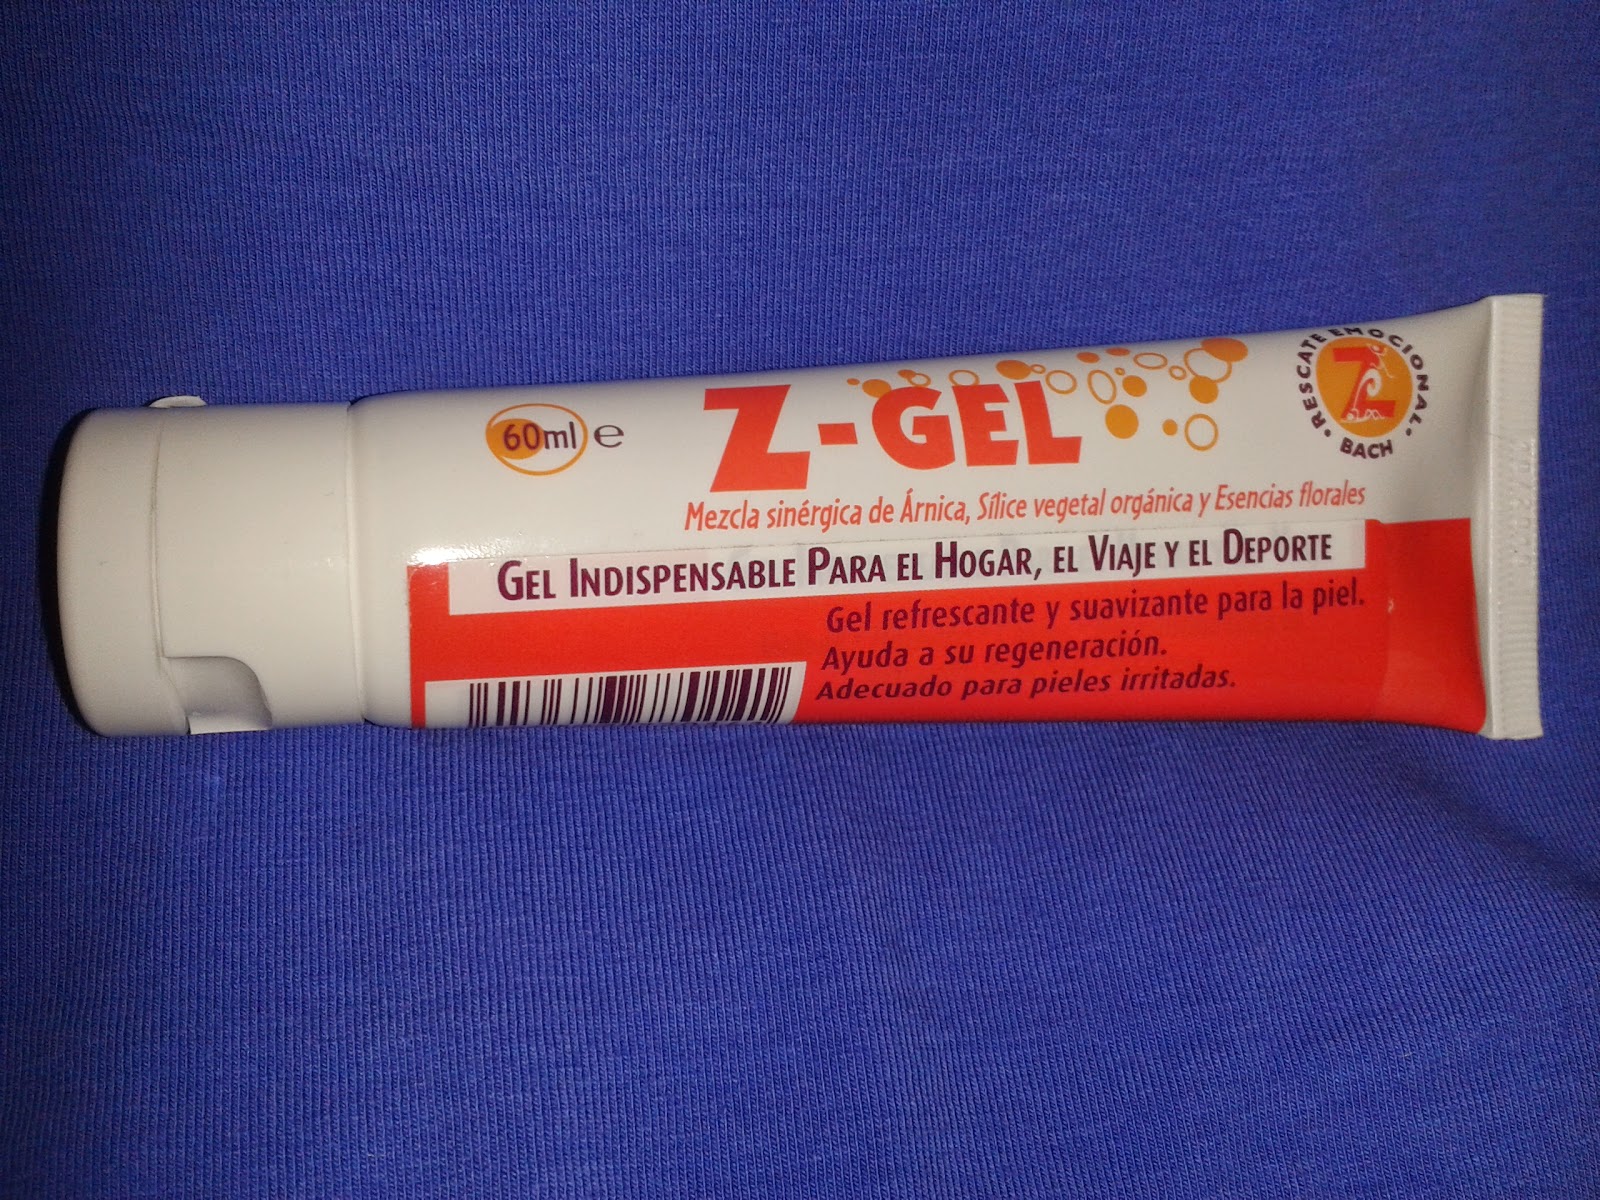 60ml e
Z-GEL
RESCATE EMOCIONAL
Z
BACH
Mezcla sinérgica de Árnica, Sílice vegetal orgánica y Esencias florales
GEL INDISPENSABLE PARA EL HOGAR, EL VIAJE Y EL DEPORTE
Gel refrescante y suavizante para la piel.
Ayuda a su regeneración.
Adecuado para pieles irritadas.